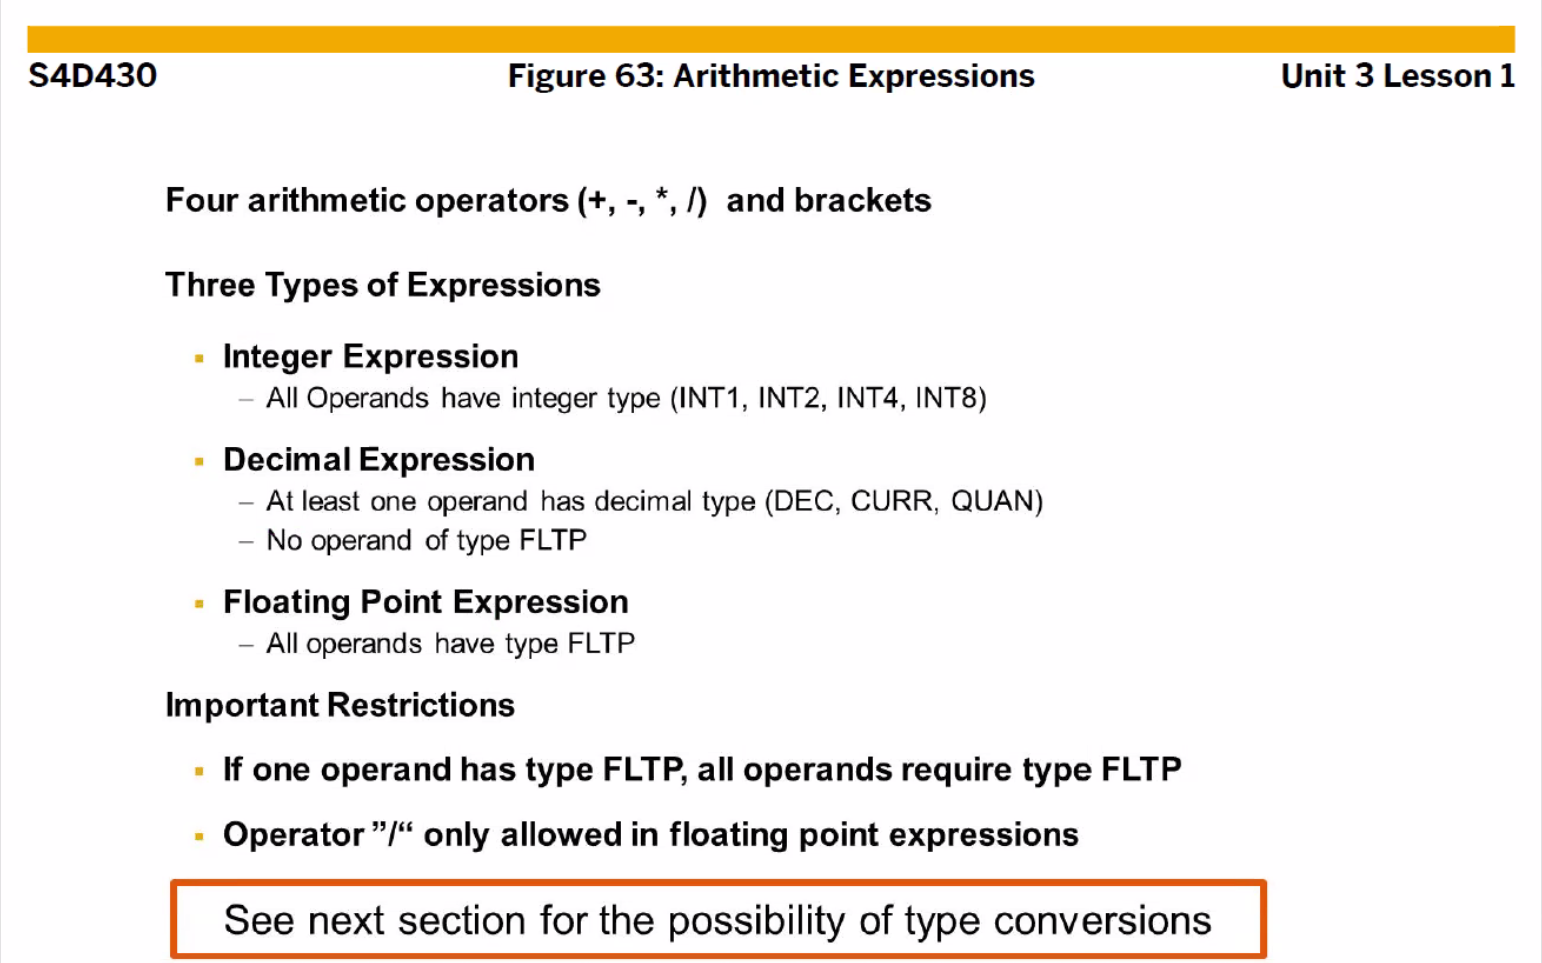 S4D430 Figure 63: Arithmetic Expressions Unit 3 Lesson 1
Four arithmetic operators (+, -, *, /) and brackets
Three Types of Expressions
▪ Integer Expression
– All Operands have integer type (INT1, INT2, INT4, INT8)
▪ Decimal Expression
– At least one operand has decimal type (DEC, CURR, QUAN)
– No operand of type FLTP
▪ Floating Point Expression
– All operands have type FLTP
Important Restrictions
▪ If one operand has type FLTP, all operands require type FLTP
▪ Operator ”/“ only allowed in floating point expressions
See next section for the possibility of type conversions